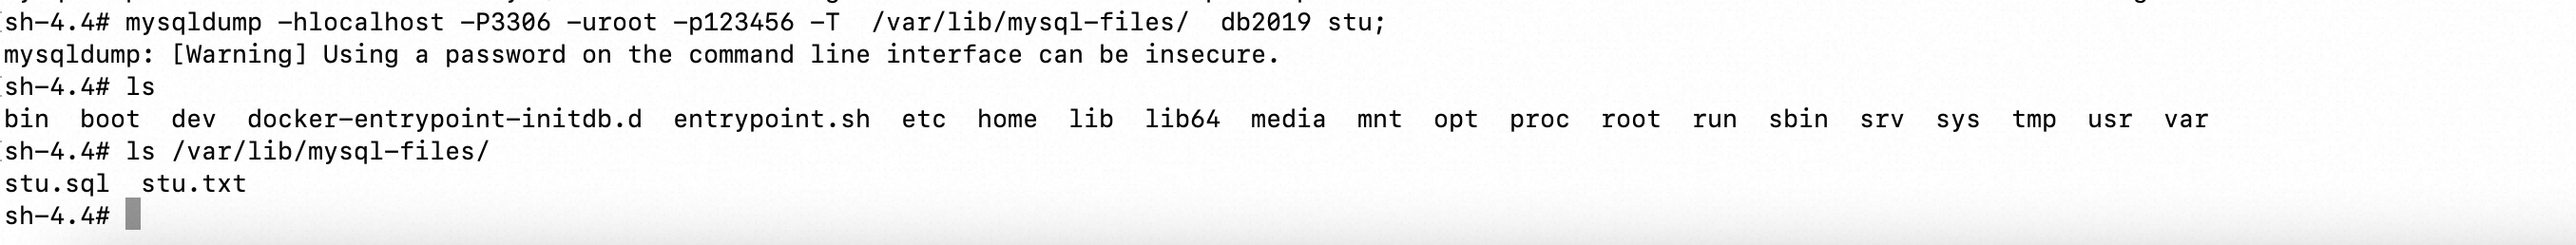 sh-4.4# mysqldump -hlocalhost -P3306 -uroot -p123456 -T  /var/lib/mysql-files/  db2019 stu;
mysqldump: [Warning] Using a password on the command line interface can be insecure.
sh-4.4# ls
bin  boot  dev  docker-entrypoint-initdb.d  entrypoint.sh  etc  home  lib  lib64  media  mnt  opt  proc  root  run  sbin  srv  sys  tmp  usr  var
sh-4.4# ls /var/lib/mysql-files/
stu.sql  stu.txt
sh-4.4#